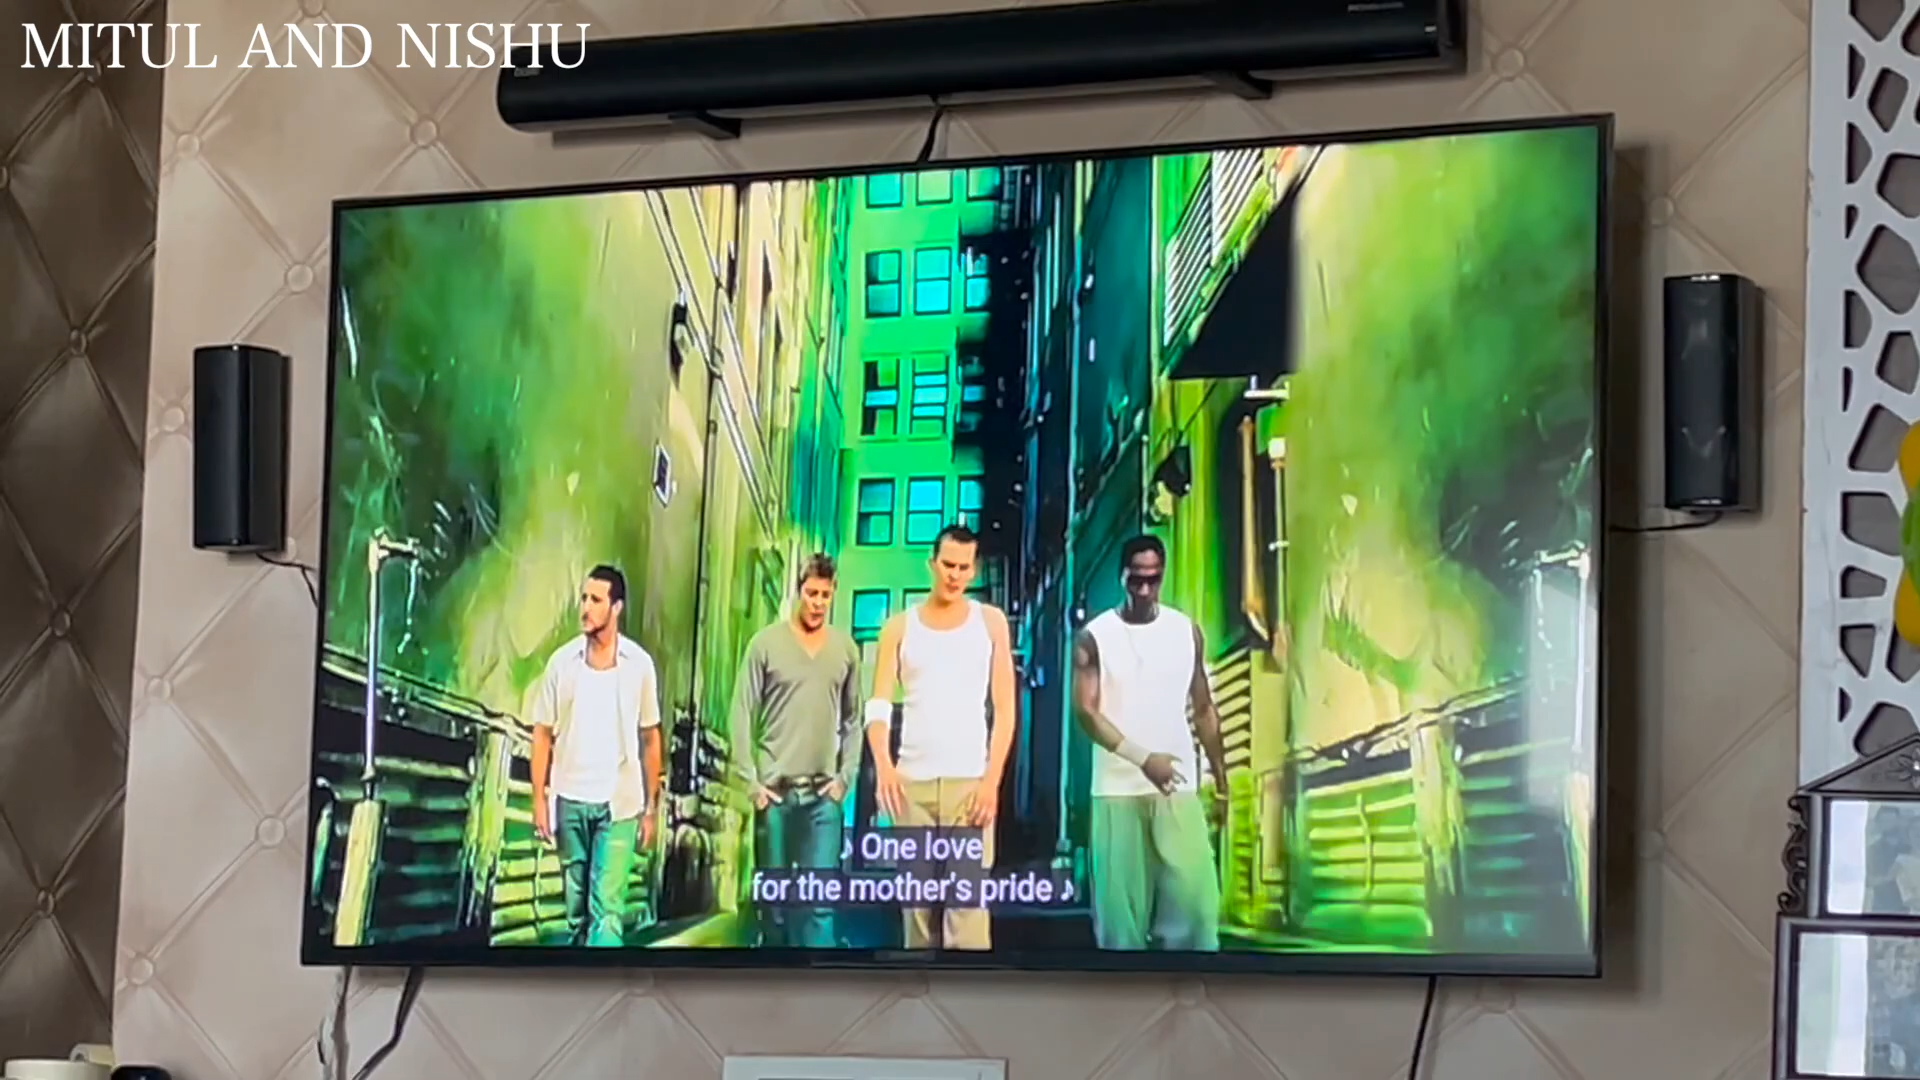 MITUL AND NISHU
♪ One love
for the mother's pride ♪